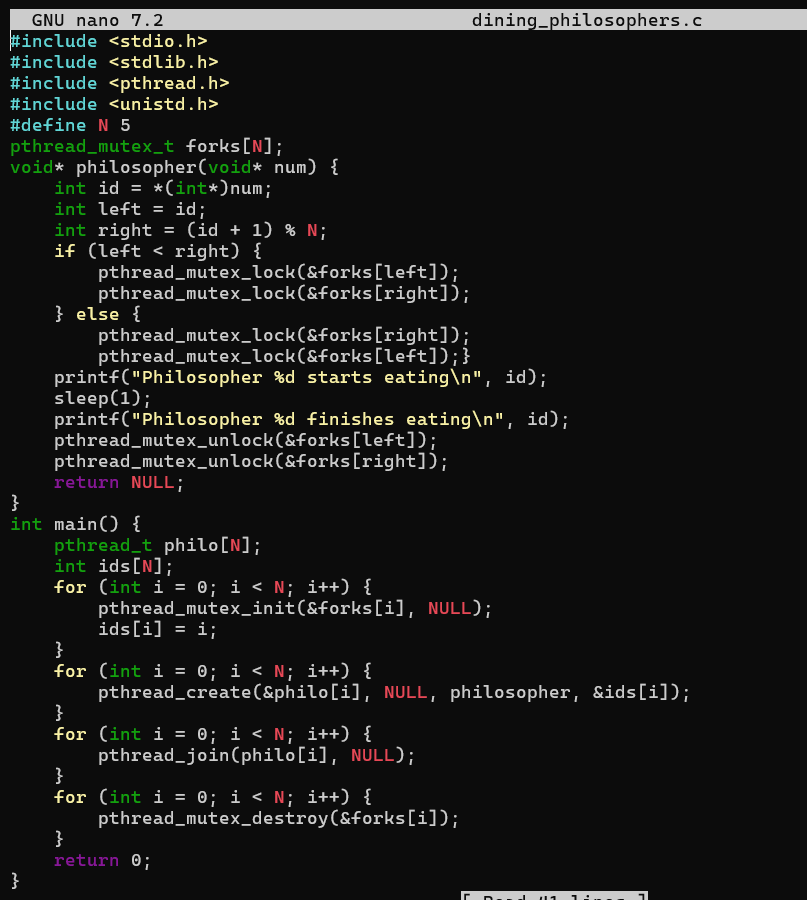 GNU nano 7.2 dining_philosophers.c
#include <stdio.h>
#include <stdlib.h>
#include <pthread.h>
#include <unistd.h>
#define N 5
pthread_mutex_t forks[N];
void* philosopher(void* num) {
    int id = *(int*)num;
    int left = id;
    int right = (id + 1) % N;
    if (left < right) {
        pthread_mutex_lock(&forks[left]);
        pthread_mutex_lock(&forks[right]);
    } else {
        pthread_mutex_lock(&forks[right]);
        pthread_mutex_lock(&forks[left]);}
    printf("Philosopher %d starts eating\n", id);
    sleep(1);
    printf("Philosopher %d finishes eating\n", id);
    pthread_mutex_unlock(&forks[left]);
    pthread_mutex_unlock(&forks[right]);
    return NULL;
}
int main() {
    pthread_t philo[N];
    int ids[N];
    for (int i = 0; i < N; i++) {
        pthread_mutex_init(&forks[i], NULL);
        ids[i] = i;
    }
    for (int i = 0; i < N; i++) {
        pthread_create(&philo[i], NULL, philosopher, &ids[i]);
    }
    for (int i = 0; i < N; i++) {
        pthread_join(philo[i], NULL);
    }
    for (int i = 0; i < N; i++) {
        pthread_mutex_destroy(&forks[i]);
    }
    return 0;
}
[ Read 41 lines ]